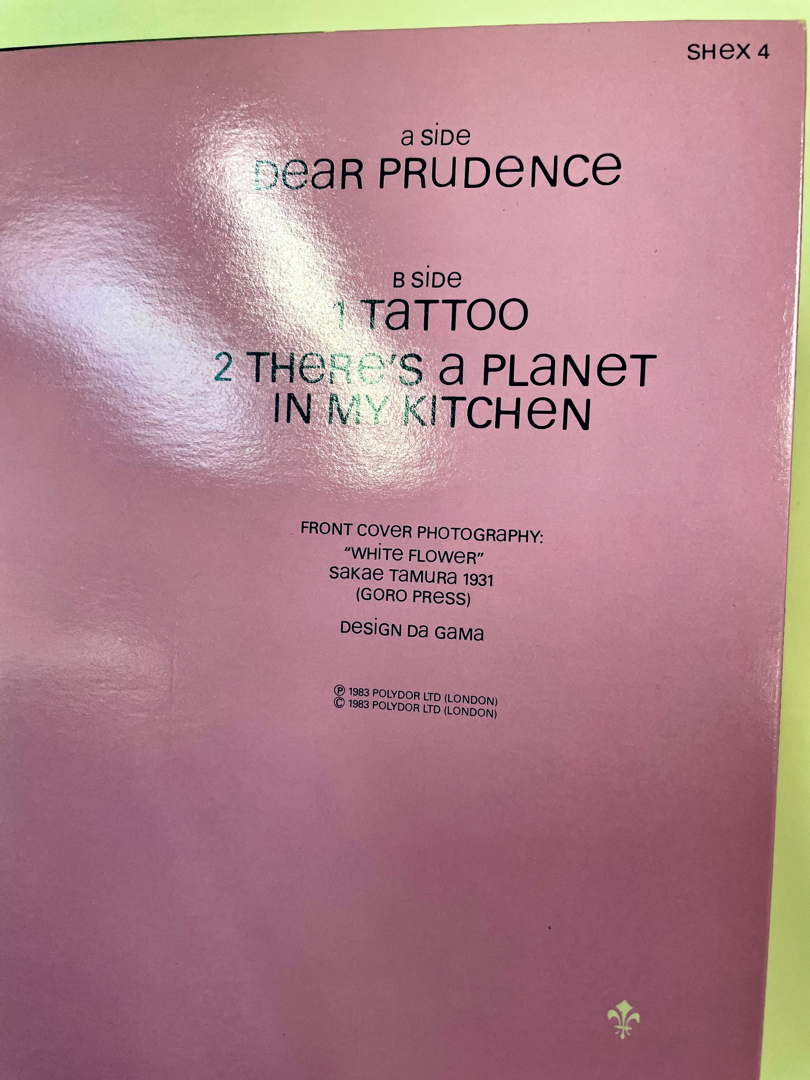 SHeX 4
a SiDe
DeaR PRuDeNCe
B SiDe
1 TaTTOO
2 THeRe'S a PLaNeT
IN MY KiTCHeN
FRONT COVeR PHOTOGRaPHY:
“WHiTe FLOWeR”
SaKae TaMuRa 1931
(GORO PReSS)
DeSiGN Da GaMa
Ⓟ 1983 POLYDOR LTD (LONDON)
© 1983 POLYDOR LTD (LONDON)